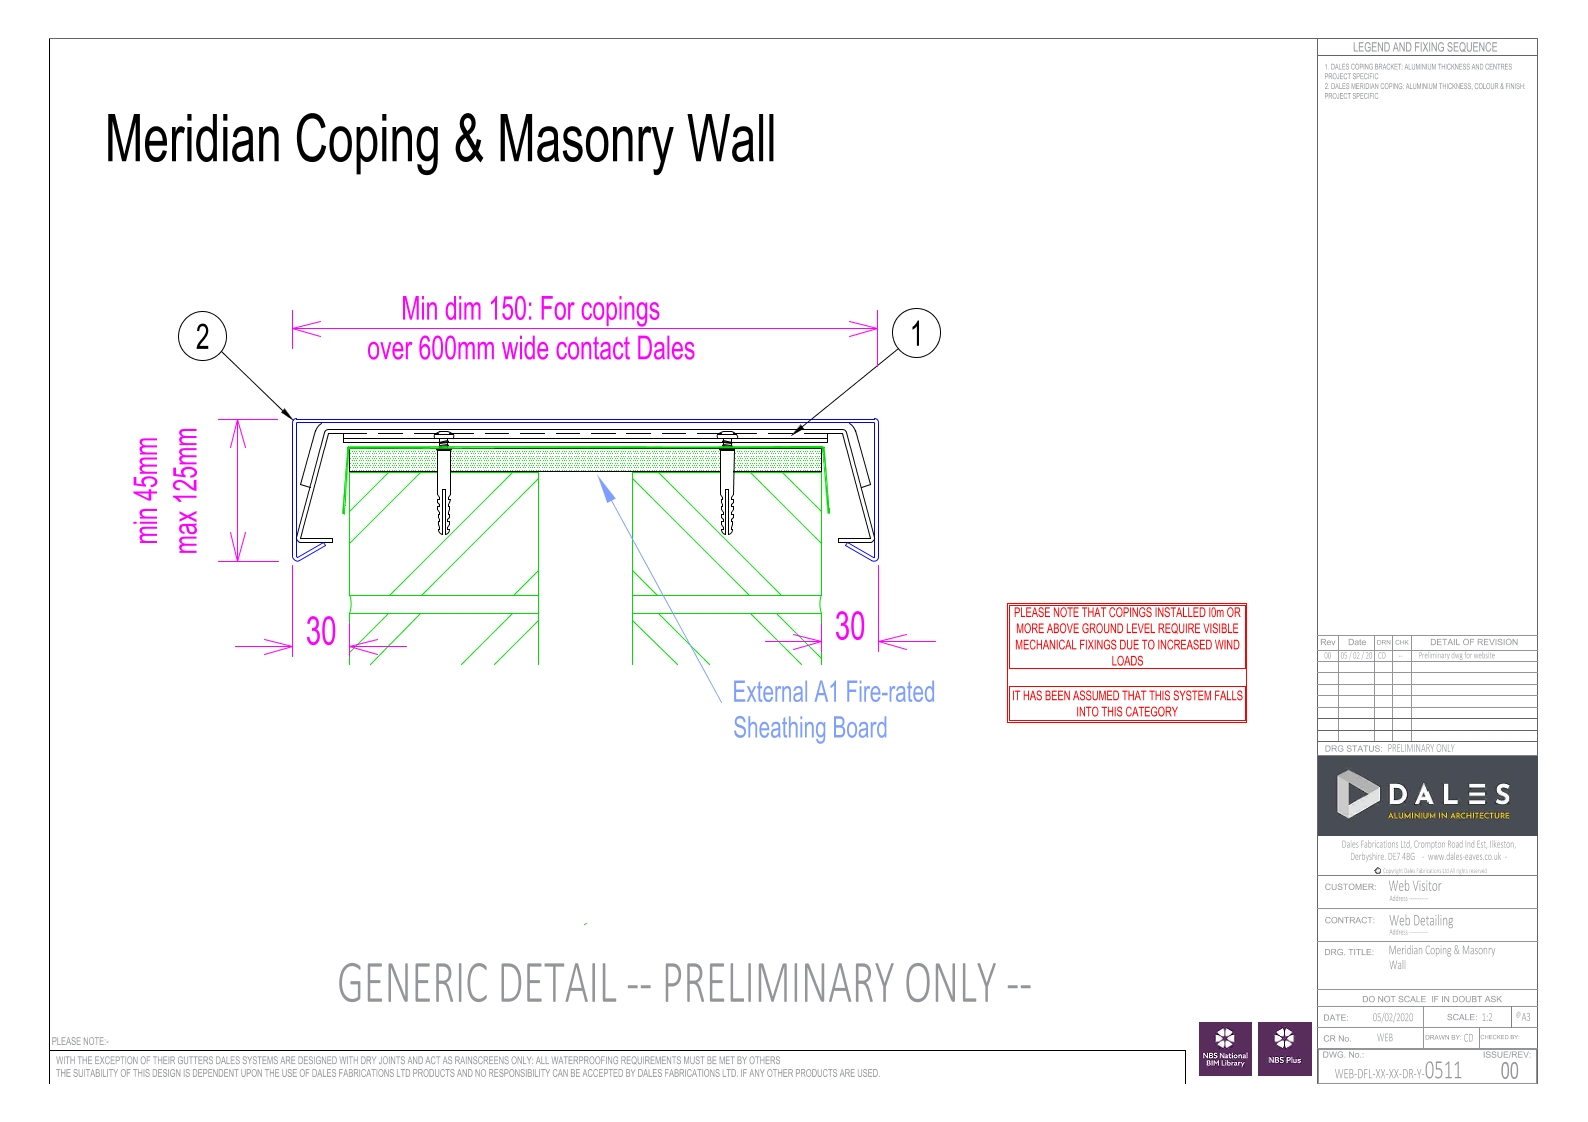 LEGEND AND FIXING SEQUENCE
1. DALES COPING BRACKET: ALUMINIUM THICKNESS AND CENTRES
PROJECT SPECIFIC
2. DALES MERIDIAN COPING: ALUMINIUM THICKNESS, COLOUR & FINISH:
PROJECT SPECIFIC
Meridian Coping & Masonry Wall
Min dim 150: For copings
over 600mm wide contact Dales
2
1
min 45mm
max 125mm
30
30
External A1 Fire-rated
Sheathing Board
PLEASE NOTE THAT COPINGS INSTALLED I0m OR
MORE ABOVE GROUND LEVEL REQUIRE VISIBLE
MECHANICAL FIXINGS DUE TO INCREASED WIND
LOADS
IT HAS BEEN ASSUMED THAT THIS SYSTEM FALLS
INTO THIS CATEGORY
GENERIC DETAIL -- PRELIMINARY ONLY --
PLEASE NOTE:-
WITH THE EXCEPTION OF THEIR GUTTERS DALES SYSTEMS ARE DESIGNED WITH DRY JOINTS AND ACT AS RAINSCREENS ONLY: ALL WATERPROOFING REQUIREMENTS MUST BE MET BY OTHERS
THE SUITABILITY OF THIS DESIGN IS DEPENDENT UPON THE USE OF DALES FABRICATIONS LTD PRODUCTS AND NO RESPONSIBILITY CAN BE ACCEPTED BY DALES FABRICATIONS LTD. IF ANY OTHER PRODUCTS ARE USED.
NBS National
BIM Library
NBS Plus
Rev Date DRN CHK DETAIL OF REVISION
00 05 / 02 / 20 CD -- Preliminary dwg for website
DRG STATUS: PRELIMINARY ONLY
DALES
ALUMINIUM IN ARCHITECTURE
Dales Fabrications Ltd, Crompton Road Ind Est, Ilkeston,
Derbyshire. DE7 4BG - www.dales-eaves.co.uk -
Copyright Dales Fabrications Ltd All rights reserved
CUSTOMER: Web Visitor
Address ----------
CONTRACT: Web Detailing
Address ----------
DRG. TITLE: Meridian Coping & Masonry
Wall
DO NOT SCALE IF IN DOUBT ASK
DATE: 05/02/2020 SCALE: 1:2 @A3
CR No. WEB DRAWN BY: CD CHECKED BY:
DWG. No.: ISSUE/REV:
WEB-DFL-XX-XX-DR-Y-0511 00